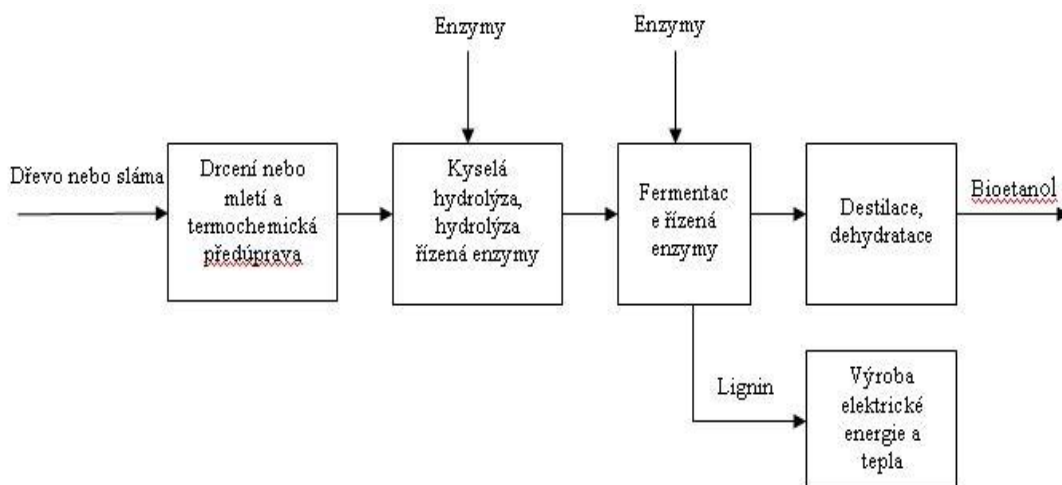 Enzymy
Enzymy
Dřevo nebo sláma
Drcení nebo
mletí a
termochemická
předúprava
Kyselá
hydrolýza,
hydrolýza
řízená enzymy
Fermentac
e řízená
enzymy
Destilace,
dehydratace
Bioetanol
Lignin
Výroba
elektrické
energie a
tepla